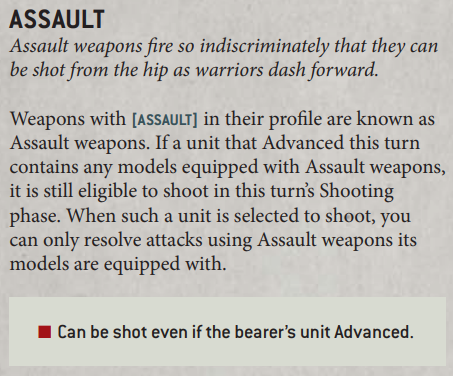 ASSAULT
Assault weapons fire so indiscriminately that they can
be shot from the hip as warriors dash forward.
Weapons with [ASSAULT] in their profile are known as
Assault weapons. If a unit that Advanced this turn
contains any models equipped with Assault weapons,
it is still eligible to shoot in this turn's Shooting
phase. When such a unit is selected to shoot, you
can only resolve attacks using Assault weapons its
models are equipped with.
■ Can be shot even if the bearer's unit Advanced.